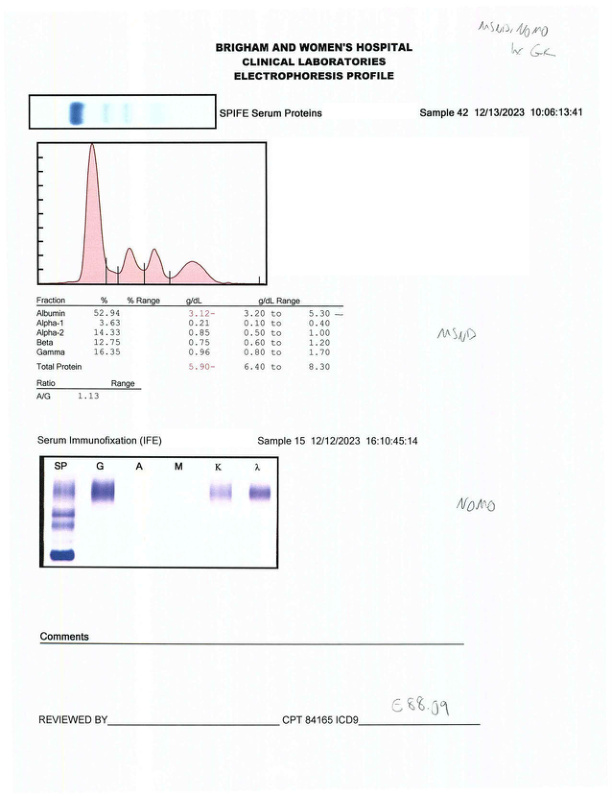 MSND, NOMO
BRIGHAM AND WOMEN'S HOSPITAL
CLINICAL LABORATORIES
ELECTROPHORESIS PROFILE
SPIFE Serum Proteins Sample 42 12/13/2023 10:06:13:41
Fraction % % Range g/dL g/dL Range
Albumin 52.94 3.12- 3.20 to 5.30 —
Alpha-1 3.63 0.21 0.10 to 0.40
Alpha-2 14.33 0.85 0.50 to 1.00
Beta 12.75 0.75 0.60 to 1.20
Gamma 16.35 0.96 0.80 to 1.70
MSND
Total Protein 5.90- 6.40 to 8.30
Ratio Range
A/G 1.13
Serum Immunofixation (IFE) Sample 15 12/12/2023 16:10:45:14
SP G A M K λ
NOMO
Comments
E88.09
REVIEWED BY CPT 84165 ICD9